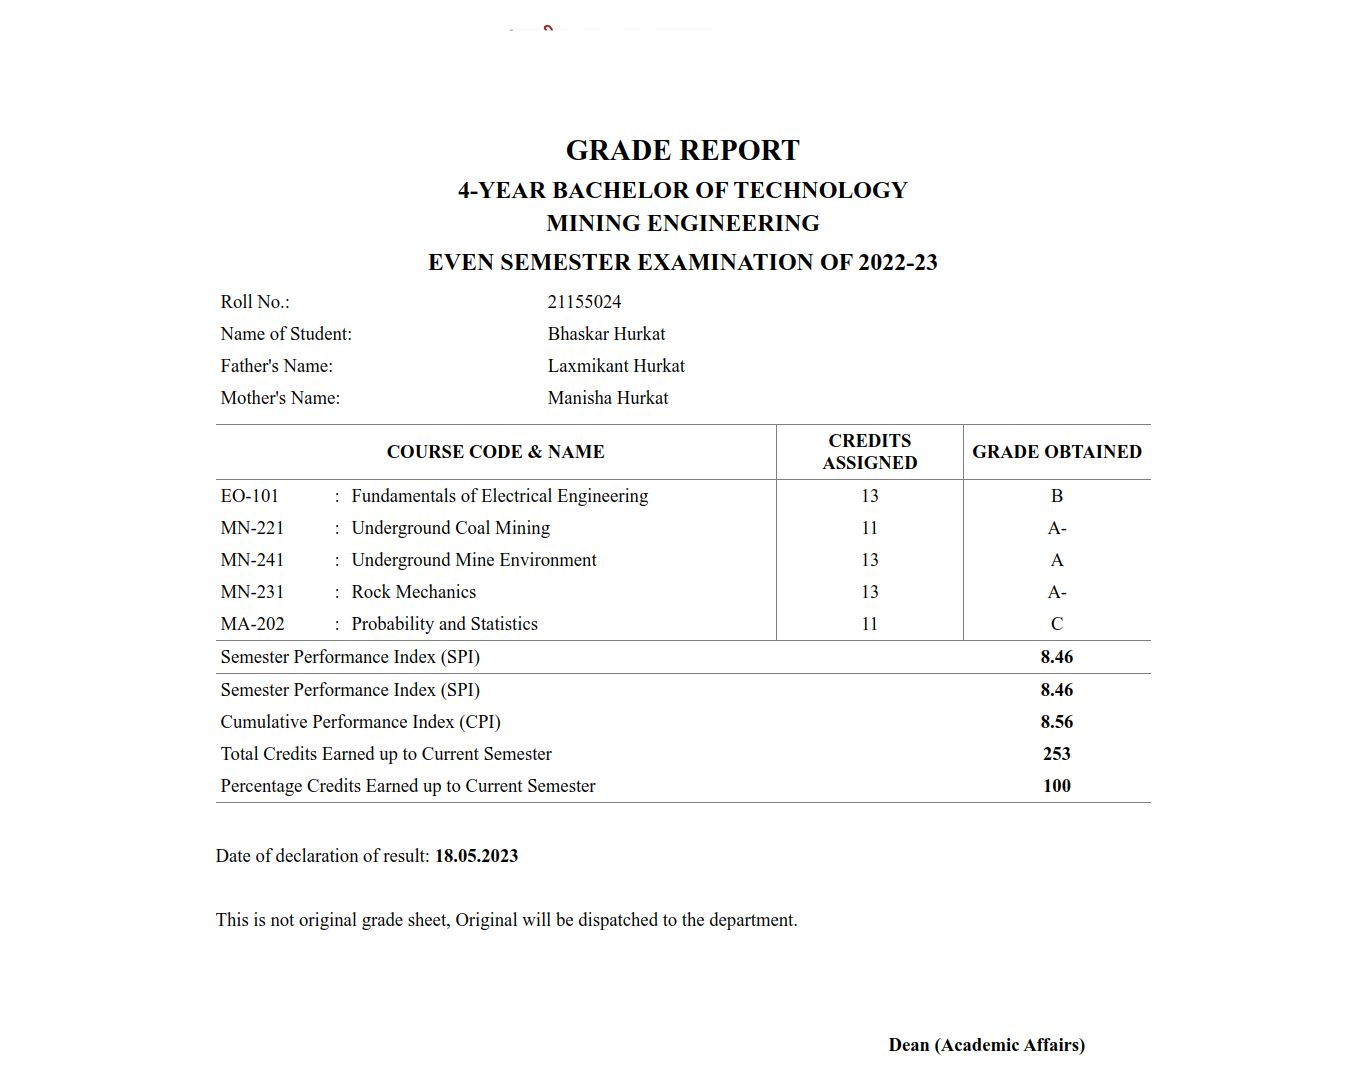 GRADE REPORT
4-YEAR BACHELOR OF TECHNOLOGY
MINING ENGINEERING
EVEN SEMESTER EXAMINATION OF 2022-23
Roll No.: 21155024
Name of Student: Bhaskar Hurkat
Father's Name: Laxmikant Hurkat
Mother's Name: Manisha Hurkat
COURSE CODE & NAME CREDITS ASSIGNED GRADE OBTAINED
EO-101 : Fundamentals of Electrical Engineering 13 B
MN-221 : Underground Coal Mining 11 A-
MN-241 : Underground Mine Environment 13 A
MN-231 : Rock Mechanics 13 A-
MA-202 : Probability and Statistics 11 C
Semester Performance Index (SPI) 8.46
Semester Performance Index (SPI) 8.46
Cumulative Performance Index (CPI) 8.56
Total Credits Earned up to Current Semester 253
Percentage Credits Earned up to Current Semester 100
Date of declaration of result: 18.05.2023
This is not original grade sheet, Original will be dispatched to the department.
Dean (Academic Affairs)